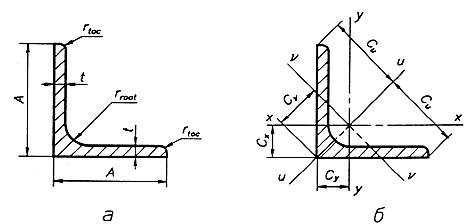 r_toc
t
A
r_root
t
r_toc
A
а
y
C_u
ν
u
C_v
C_u
x
x
C_x
C_y
u
y
ν
б